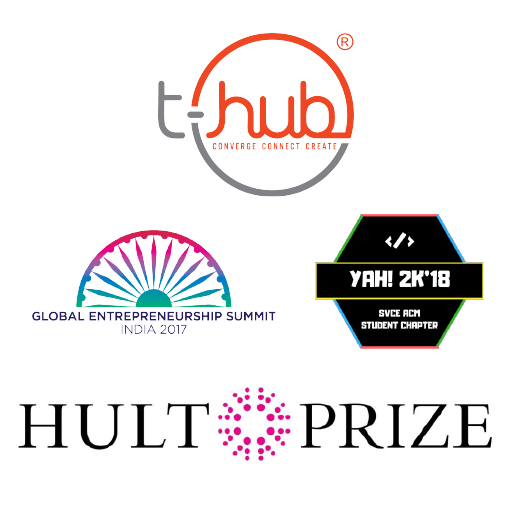 ®
t-hub
CONVERGE. CONNECT. CREATE
GLOBAL ENTREPRENEURSHIP SUMMIT
INDIA 2017
</>
YAH! 2K'18
SVCE ACM
STUDENT CHAPTER
HULT PRIZE